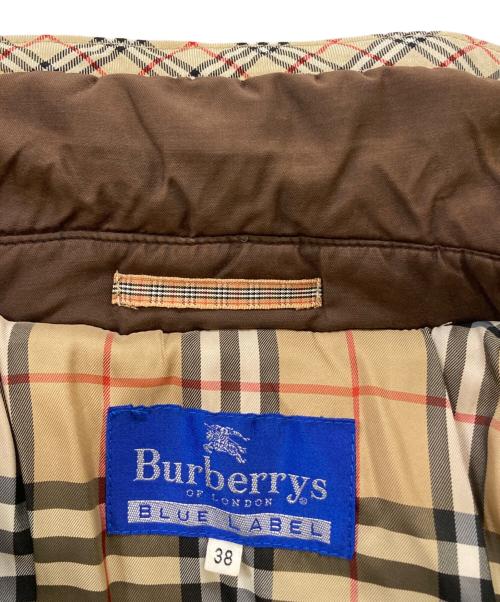 Burberrys
OF LONDON ®
BLUE LABEL
38